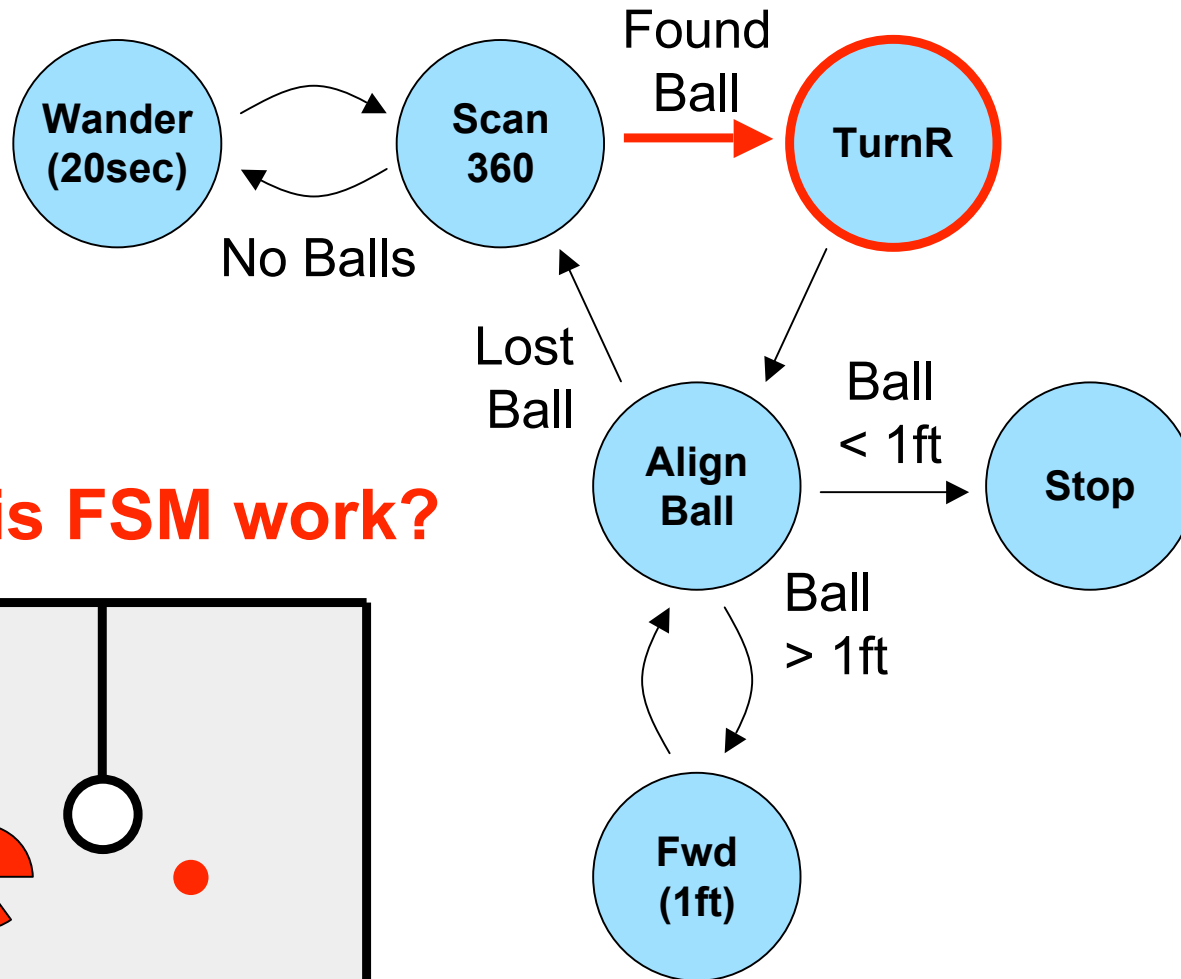 Found
Ball
Wander
(20sec)
Scan
360
TurnR
No Balls
Lost
Ball
Ball
< 1ft
Align
Ball
Stop
is FSM work?
Ball
> 1ft
Fwd
(1ft)